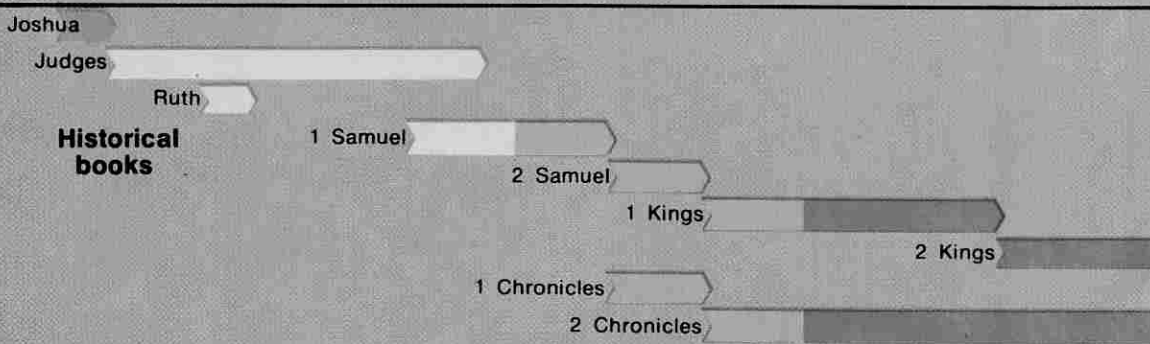 Joshua
Judges
Ruth
Historical
books
1 Samuel
2 Samuel
1 Kings
2 Kings
1 Chronicles
2 Chronicles